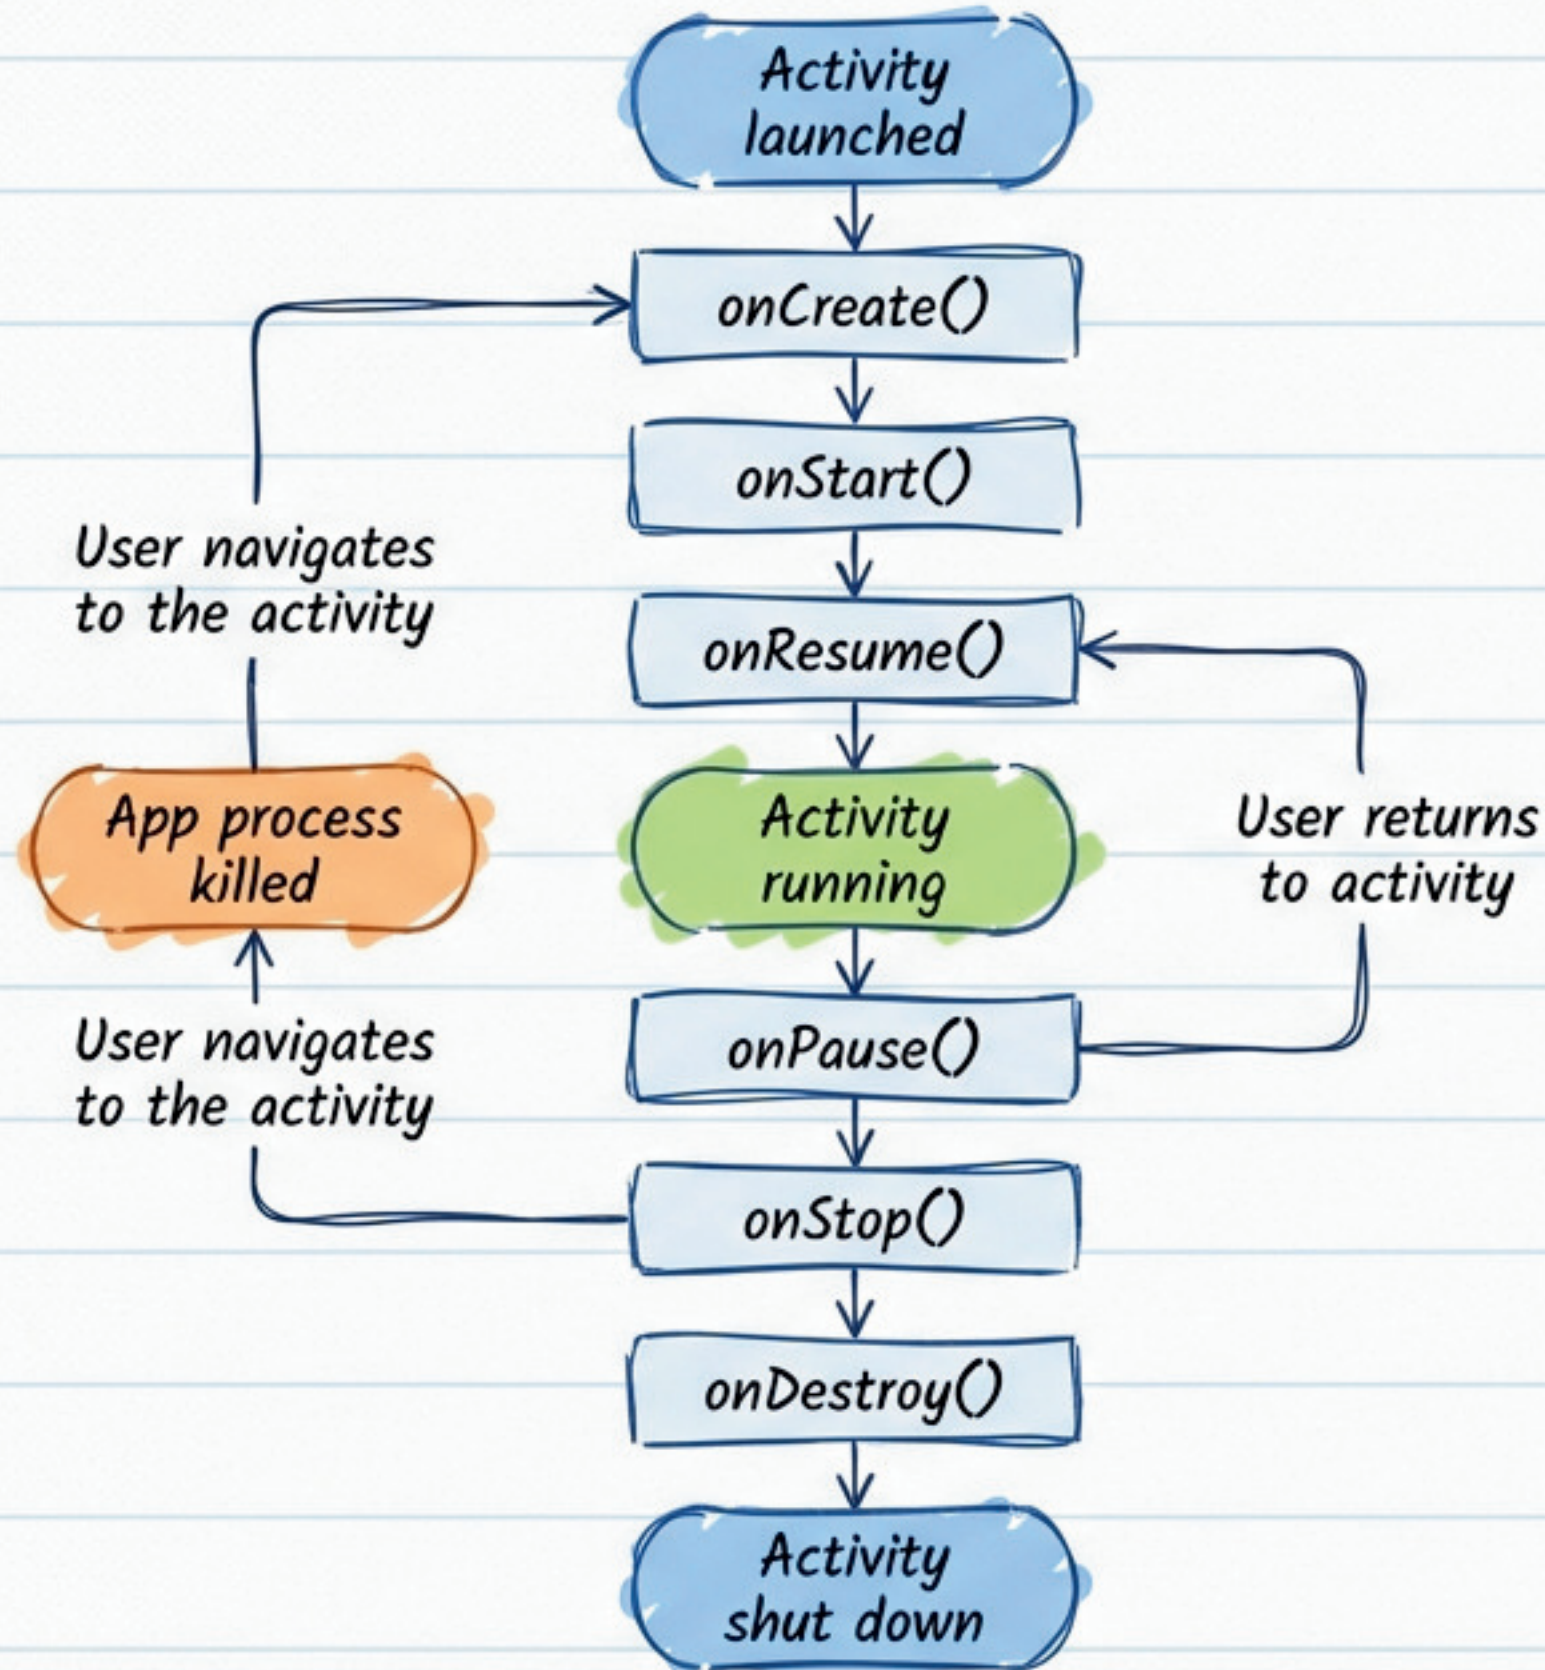 Activity
launched
onCreate()
onStart()
User navigates
to the activity
onResume()
App process
killed
Activity
running
User returns
to activity
User navigates
to the activity
onPause()
onStop()
onDestroy()
Activity
shut down